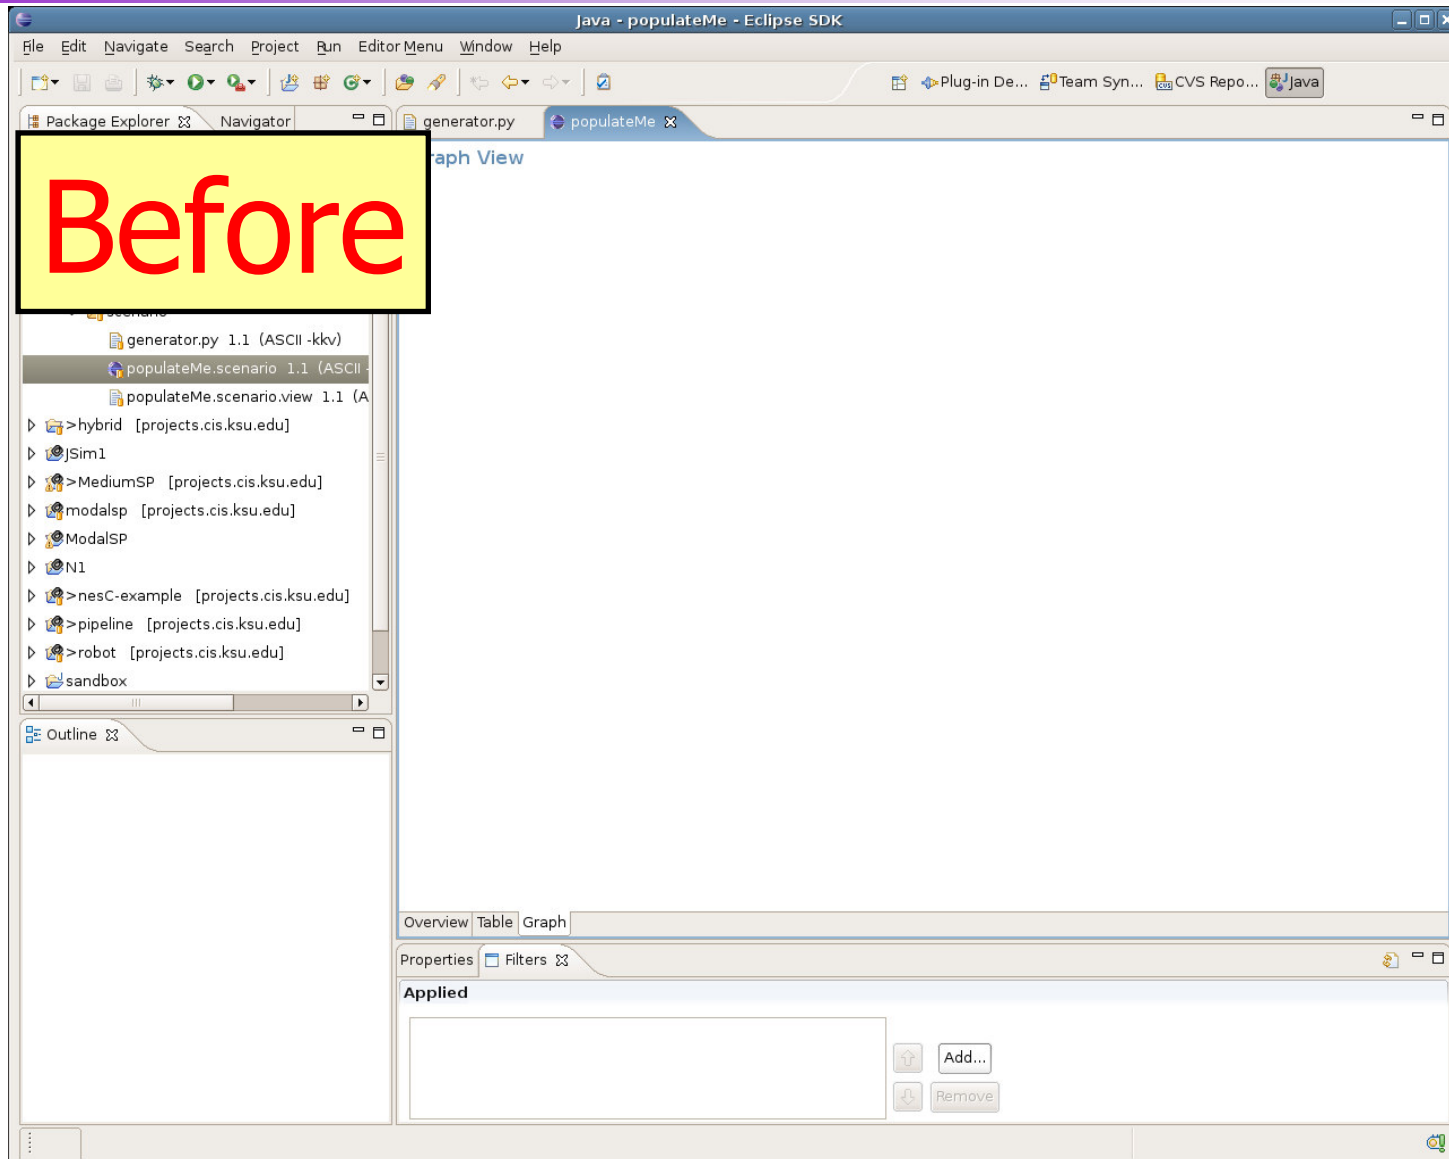 Java - populateMe - Eclipse SDK
File Edit Navigate Search Project Run Editor Menu Window Help
Plug-in De... Team Syn... CVS Repo... Java
Package Explorer Navigator
generator.py populateMe
raph View
Before
scenario
generator.py 1.1 (ASCII -kkv)
populateMe.scenario 1.1 (ASCII -
populateMe.scenario.view 1.1 (A
>hybrid [projects.cis.ksu.edu]
JSim1
>MediumSP [projects.cis.ksu.edu]
modalsp [projects.cis.ksu.edu]
ModalSP
N1
>nesC-example [projects.cis.ksu.edu]
>pipeline [projects.cis.ksu.edu]
>robot [projects.cis.ksu.edu]
sandbox
Outline
Overview Table Graph
Properties Filters
Applied
Add...
Remove